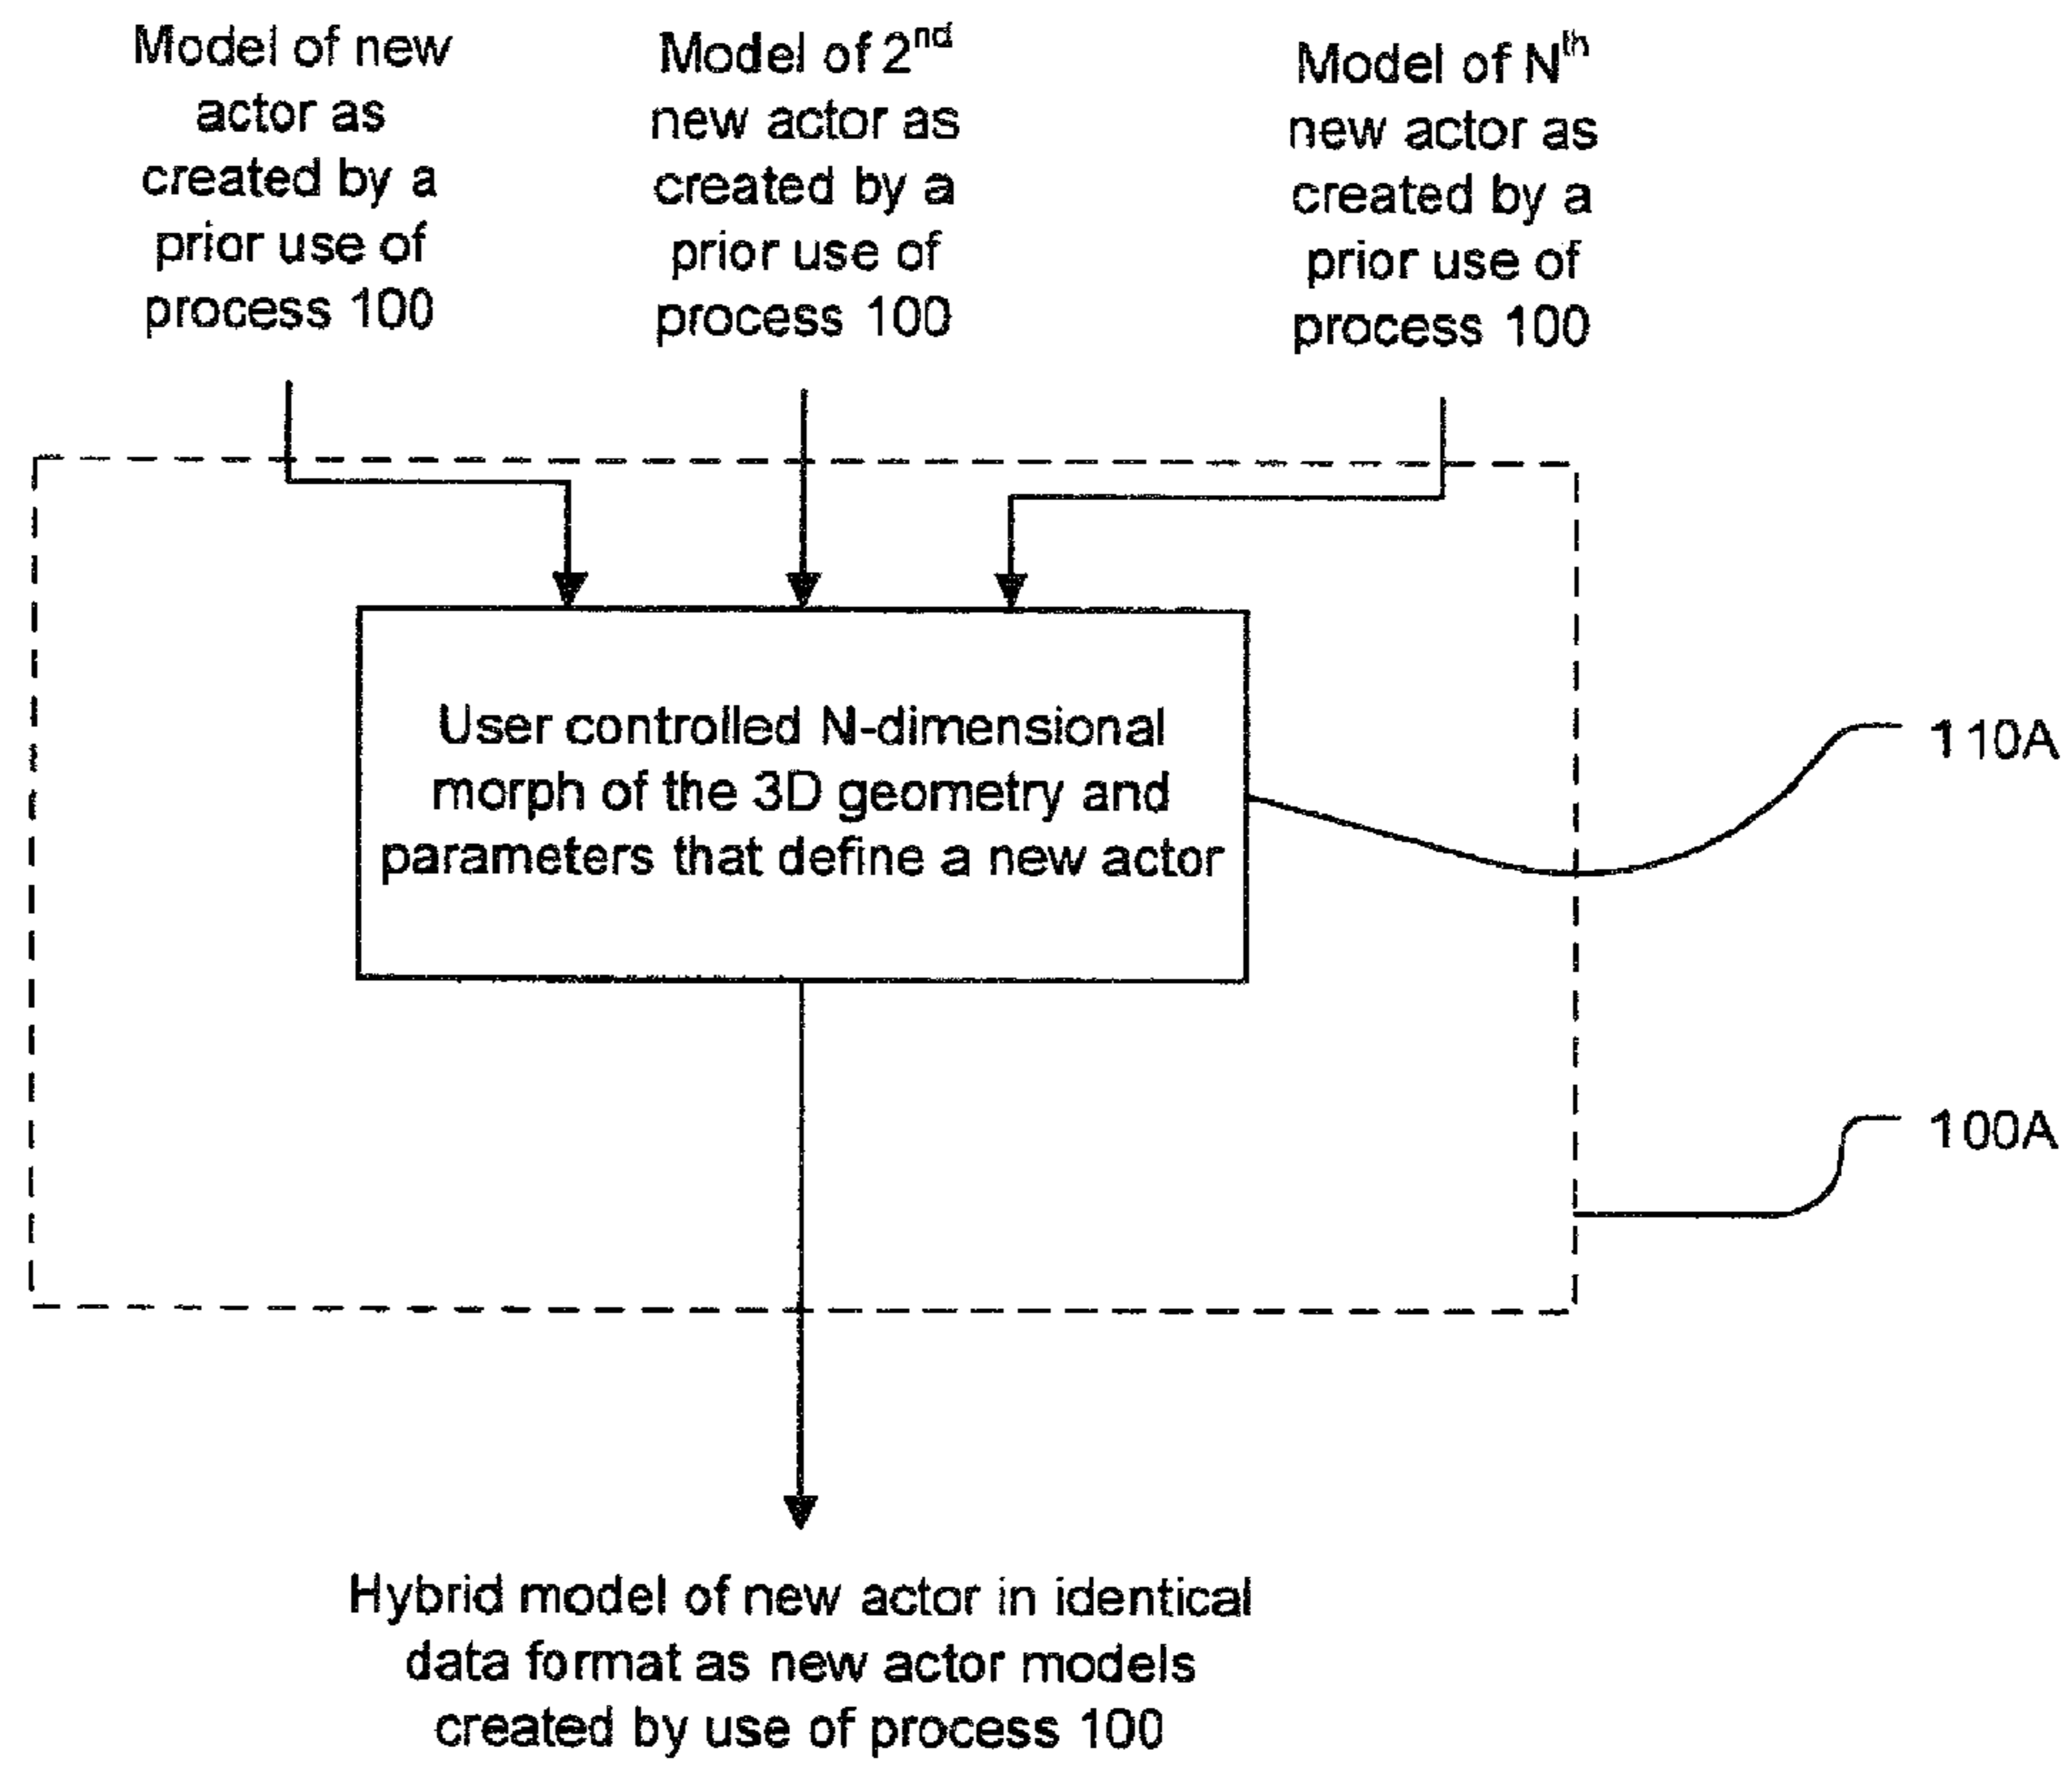 Model of new
actor as
created by a
prior use of
process 100
Model of 2nd
new actor as
created by a
prior use of
process 100
Model of Nth
new actor as
created by a
prior use of
process 100
User controlled N-dimensional
morph of the 3D geometry and
parameters that define a new actor
110A
100A
Hybrid model of new actor in identical
data format as new actor models
created by use of process 100